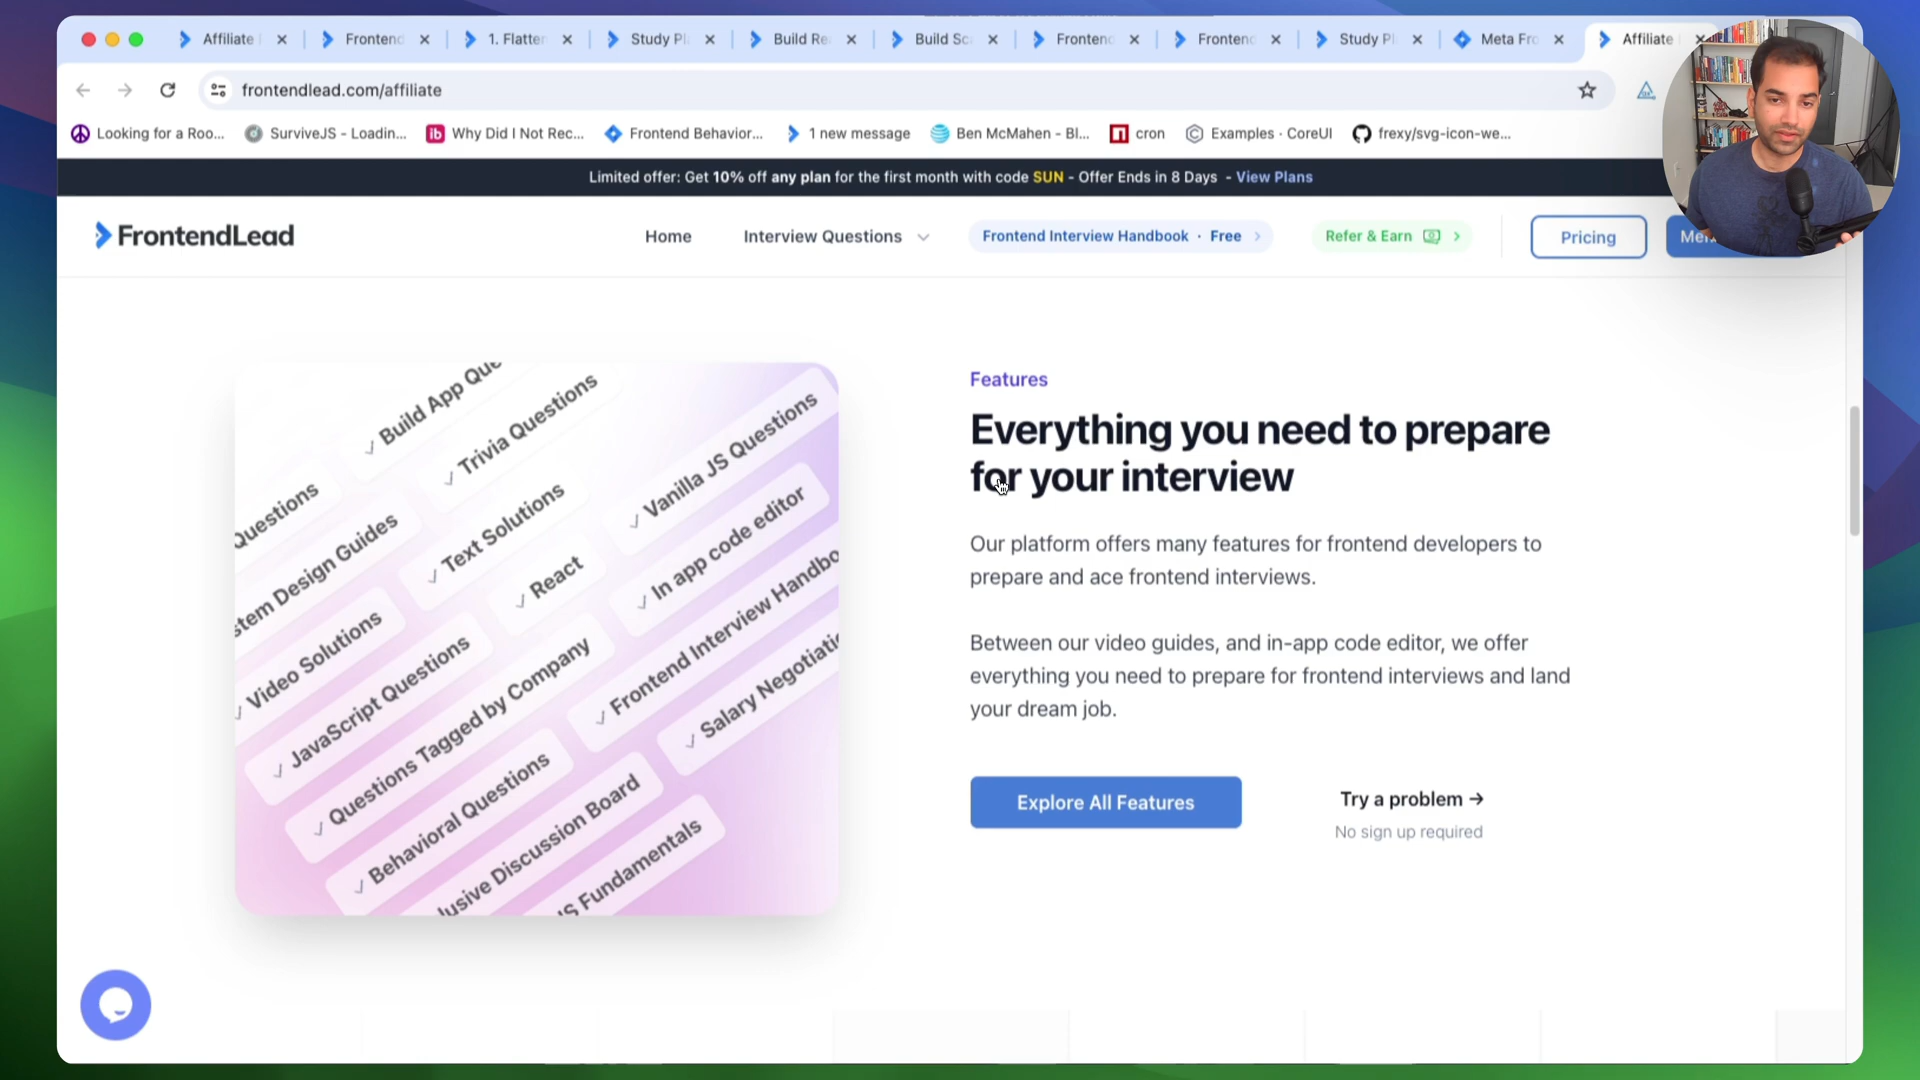 Affiliate
Frontend
1. Flatten
Study Pl
Build Re
Build Sc
Frontend
Frontend
Study Pl
Meta Fro
Affiliate
frontendlead.com/affiliate
Looking for a Roo...
SurviveJS - Loadin...
Why Did I Not Rec...
Frontend Behavior...
1 new message
Ben McMahen - Bl...
cron
Examples · CoreUI
frexy/svg-icon-we...
Limited offer: Get 10% off any plan for the first month with code SUN - Offer Ends in 8 Days - View Plans
FrontendLead
Home
Interview Questions
Frontend Interview Handbook · Free
Refer & Earn
Pricing
Features
Everything you need to prepare
for your interview
Our platform offers many features for frontend developers to
prepare and ace frontend interviews.
Between our video guides, and in-app code editor, we offer
everything you need to prepare for frontend interviews and land
your dream job.
Explore All Features
Try a problem →
No sign up required
Build App Que
Trivia Questions
Vanilla JS Questions
Questions
Text Solutions
In app code editor
stem Design Guides
React
Frontend Interview Handbo
Video Solutions
JavaScript Questions
Questions Tagged by Company
Salary Negotiati
Behavioral Questions
lusive Discussion Board
JS Fundamentals